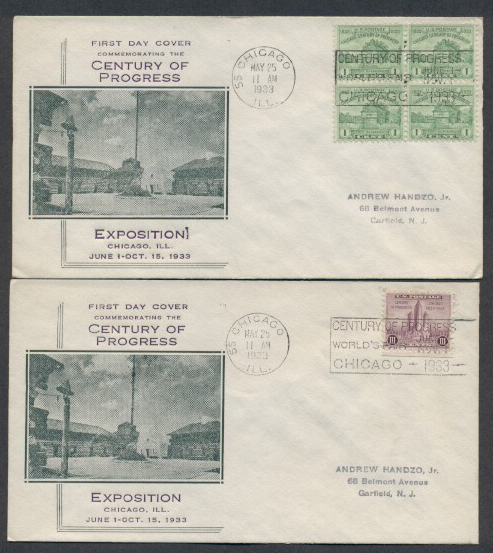 FIRST DAY COVER
COMMEMORATING THE
CENTURY OF
PROGRESS
EXPOSITION
CHICAGO, ILL.
JUNE 1-OCT. 15, 1933
55 CHICAGO
MAY 25
11 AM
1933
ILL.
CENTURY OF PROGRESS
CHICAGO - 1933 -
ANDREW HANDZO, Jr.
68 Belmont Avenue
Garfield, N. J.
FIRST DAY COVER
COMMEMORATING THE
CENTURY OF
PROGRESS
EXPOSITION
CHICAGO, ILL.
JUNE 1-OCT. 15, 1933
55 CHICAGO
MAY 25
11 AM
1933
ILL.
U.S. POSTAGE
III III
CENTURY OF PROGRESS
WORLD'S
CHICAGO - 1933 -
ANDREW HANDZO, Jr.
68 Belmont Avenue
Garfield, N. J.